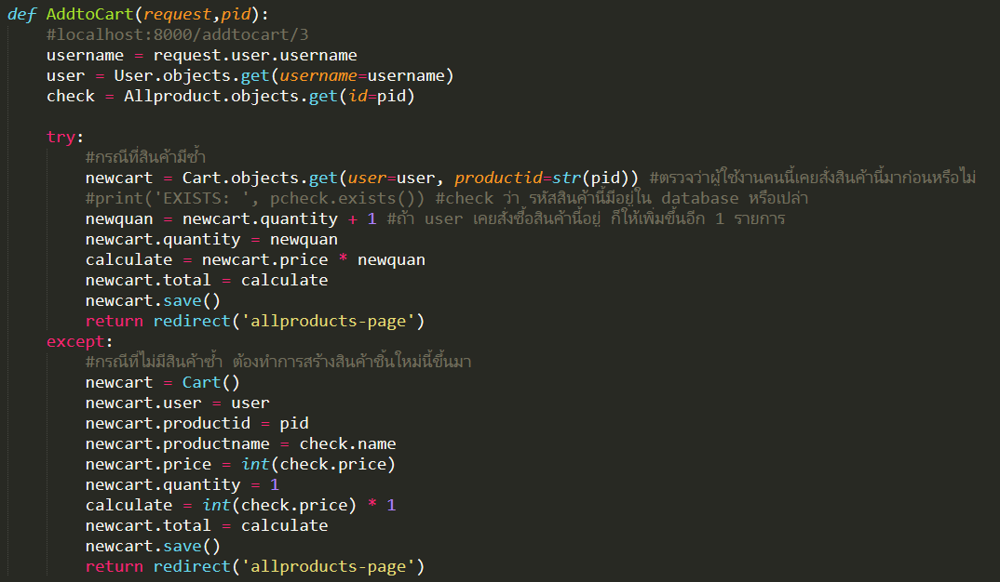 def AddtoCart(request,pid):
    #localhost:8000/addtocart/3
    username = request.user.username
    user = User.objects.get(username=username)
    check = Allproduct.objects.get(id=pid)

    try:
        #กรณีที่สินค้ามีซ้ำ
        newcart = Cart.objects.get(user=user, productid=str(pid)) #ตรวจว่าผู้ใช้งานคนนี้เคยสั่งสินค้านี้มาก่อนหรือไม่
        #print('EXISTS: ', pcheck.exists()) #check ว่า รหัสสินค้านี้มีอยู่ใน database หรือเปล่า
        newquan = newcart.quantity + 1 #ถ้า user เคยสั่งซื้อสินค้านี้อยู่ ก็ให้เพิ่มขึ้นอีก 1 รายการ
        newcart.quantity = newquan
        calculate = newcart.price * newquan
        newcart.total = calculate
        newcart.save()
        return redirect('allproducts-page')
    except:
        #กรณีที่ไม่มีสินค้าซ้ำ ต้องทำการสร้างสินค้าชิ้นใหม่นี้ขึ้นมา
        newcart = Cart()
        newcart.user = user
        newcart.productid = pid
        newcart.productname = check.name
        newcart.price = int(check.price)
        newcart.quantity = 1
        calculate = int(check.price) * 1
        newcart.total = calculate
        newcart.save()
        return redirect('allproducts-page')